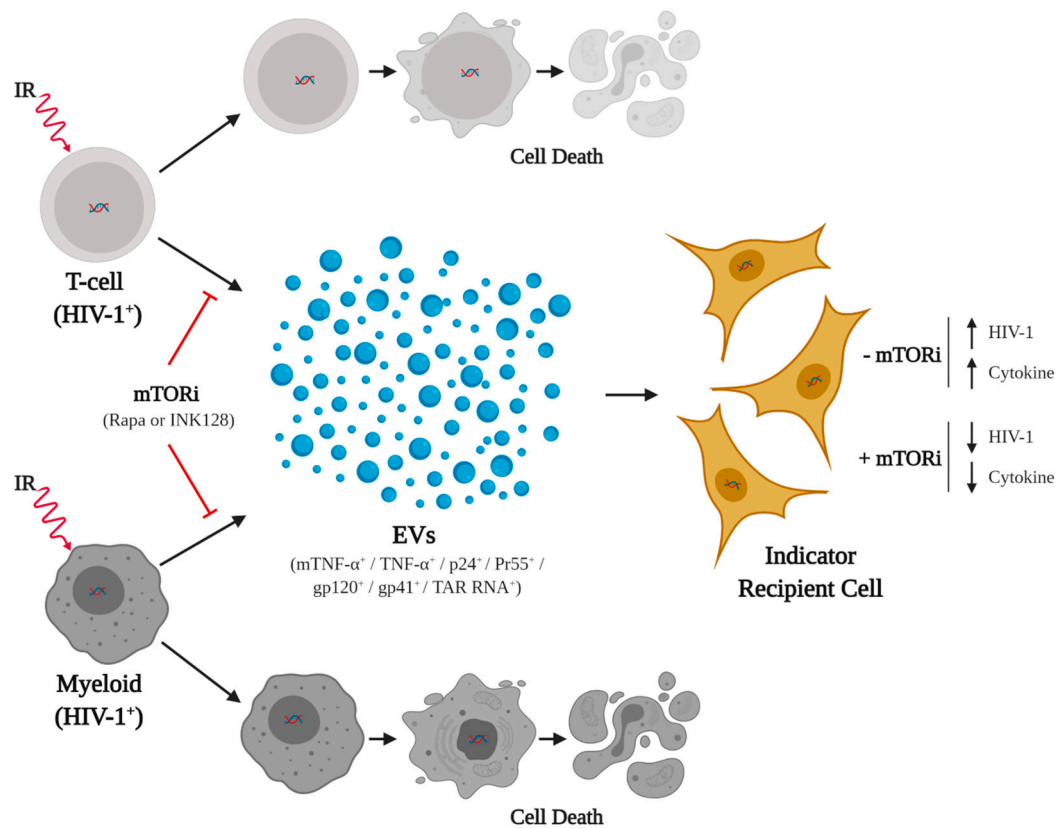 IR
Cell Death
T-cell
(HIV-1⁺)
mTORi
(Rapa or INK128)
- mTORi
HIV-1
Cytokine
+ mTORi
HIV-1
Cytokine
IR
EVs
(mTNF-α⁺ / TNF-α⁺ / p24⁺ / Pr55⁺ /
gp120⁺ / gp41⁺ / TAR RNA⁺)
Indicator
Recipient Cell
Myeloid
(HIV-1⁺)
Cell Death